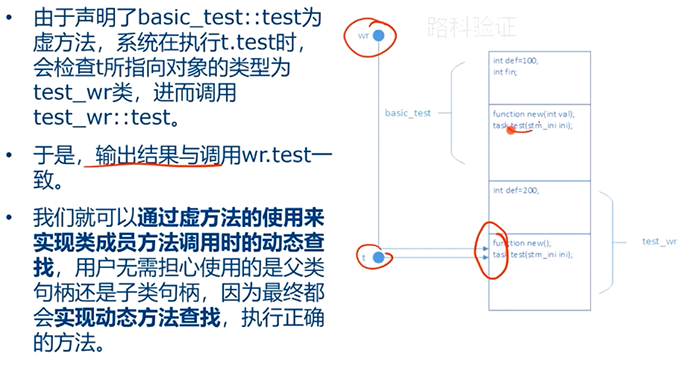 • 由于声明了basic_test::test为
虚方法，系统在执行t.test时，
会检查t所指向对象的类型为
test_wr类，进而调用
test_wr::test。
• 于是，输出结果与调用wr.test一
致。
• 我们就可以通过虚方法的使用来
实现类成员方法调用时的动态查
找，用户无需担心使用的是父类
句柄还是子类句柄，因为最终都
会实现动态方法查找，执行正确
的方法。
路科验证
wr
int def=100;
int fin;
basic_test
function new(int val);
task test(stm_ini ini);
int def=200;
test_wr
t
function new();
task test(stm_ini ini);